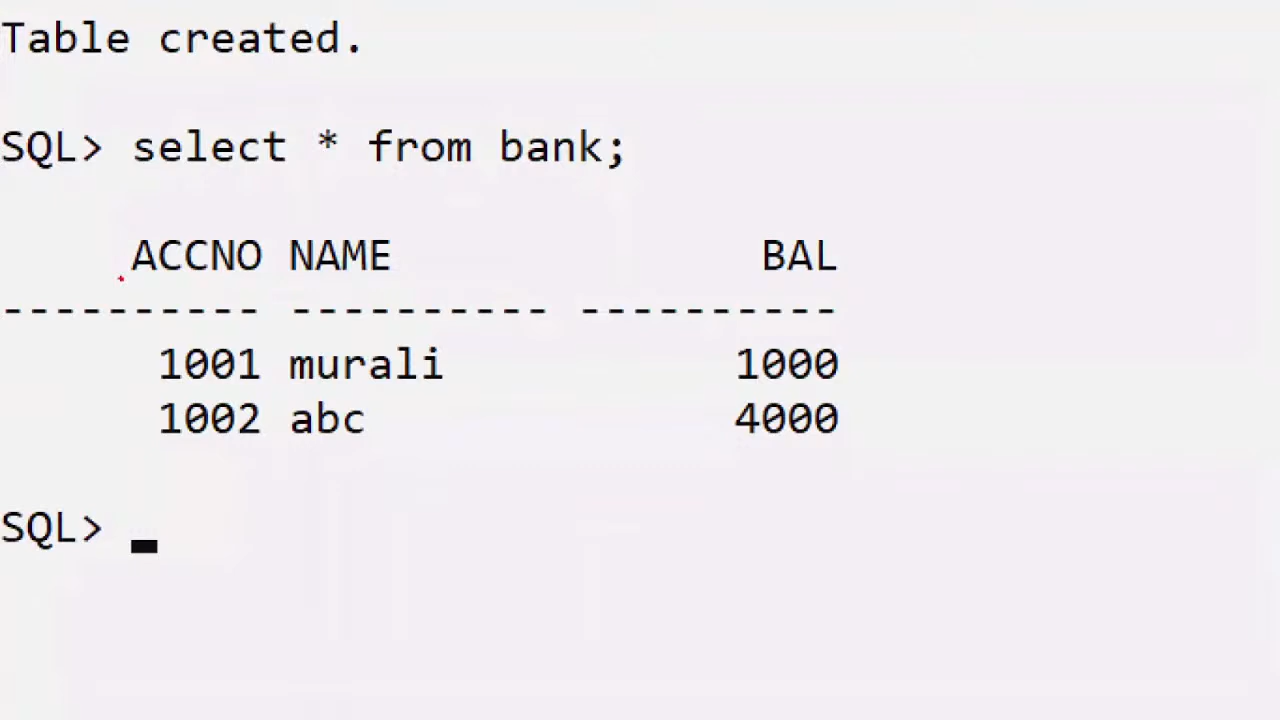 Table created.
SQL> select * from bank;
ACCNO NAME BAL
---------- ---------- ----------
1001 murali 1000
1002 abc 4000
SQL>